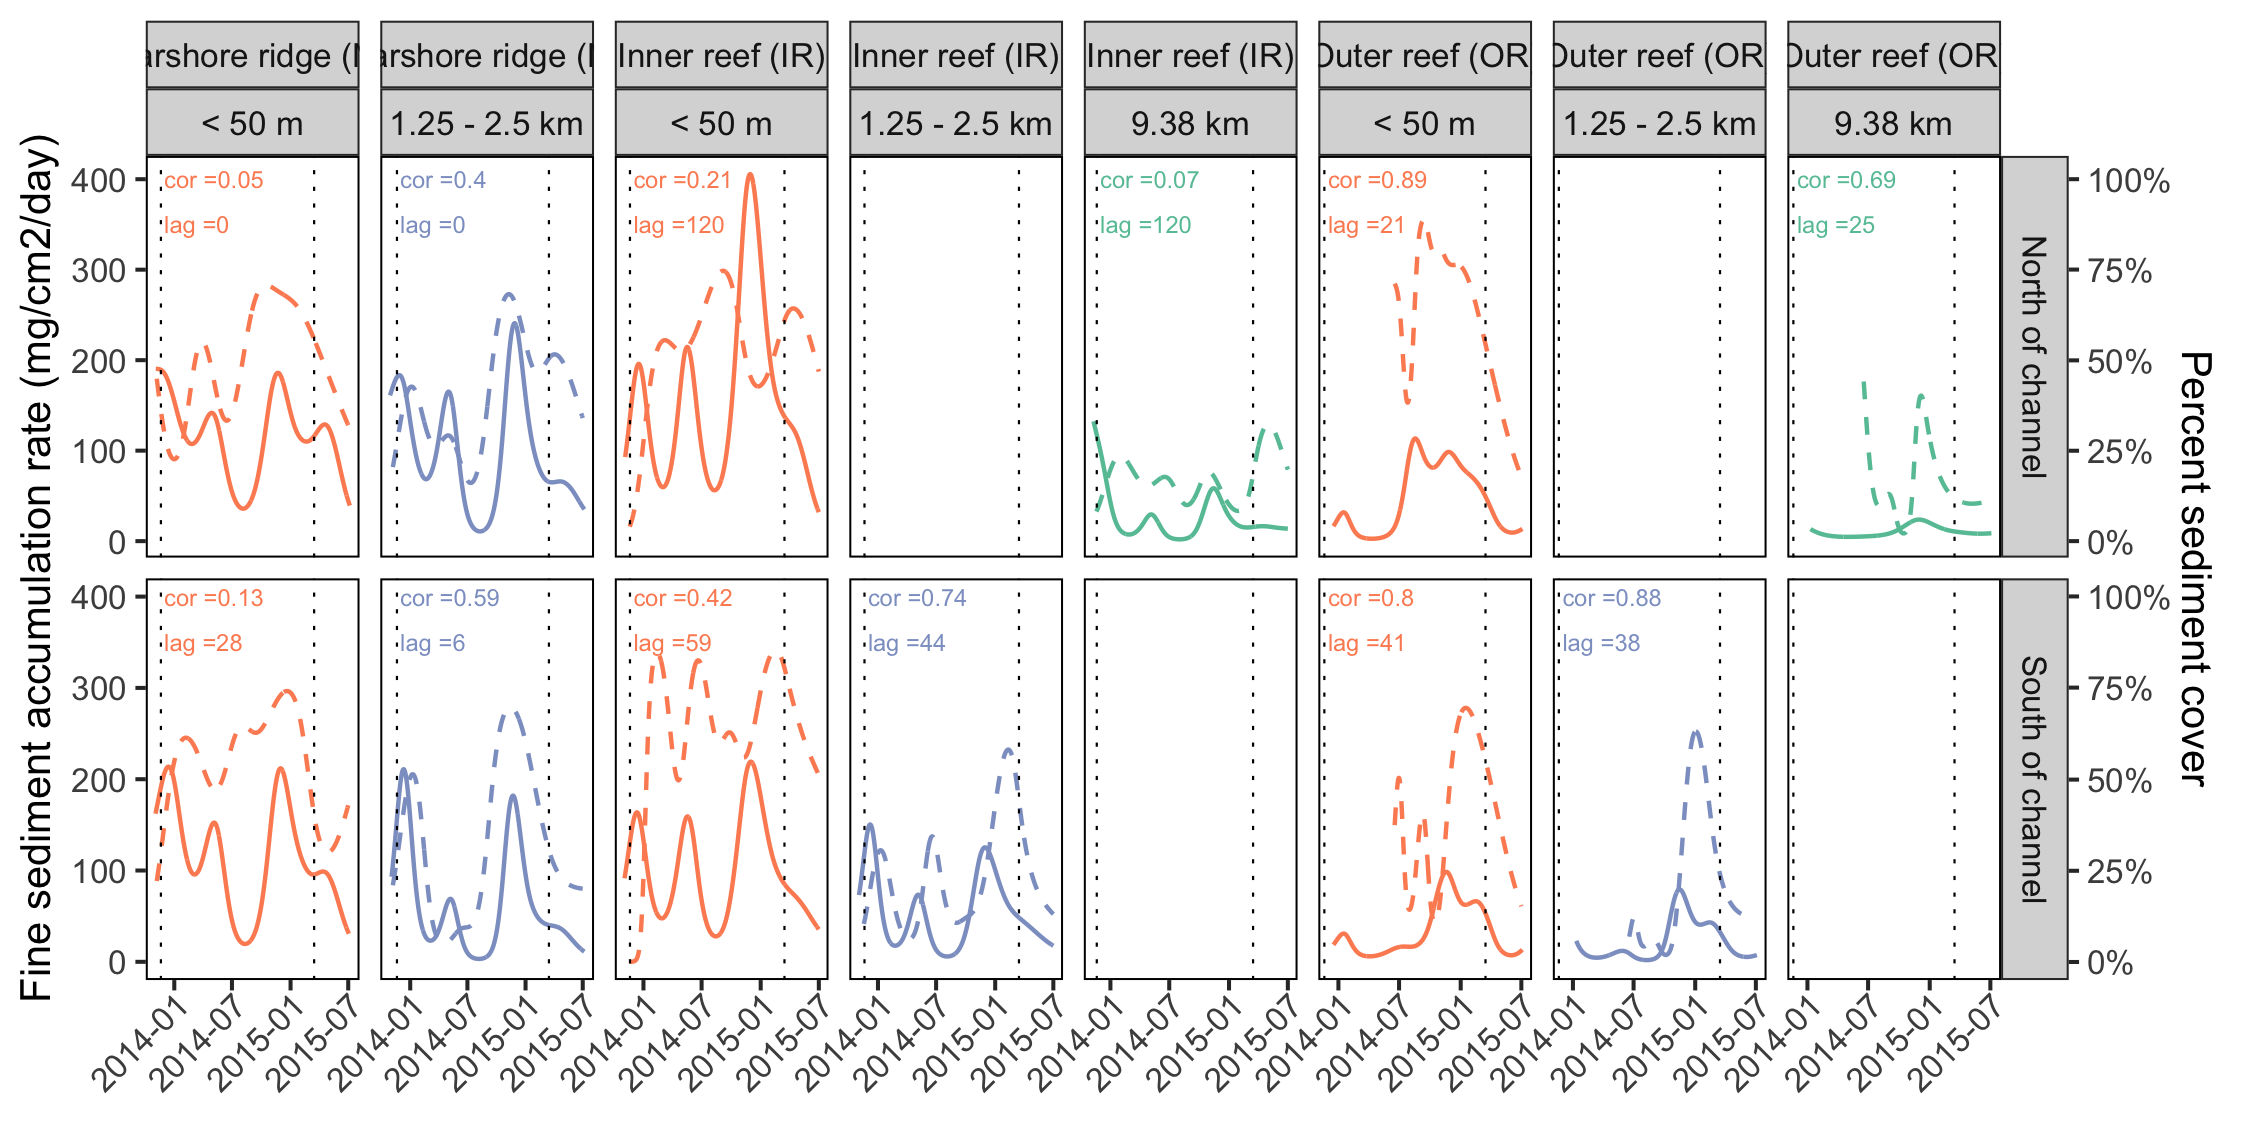 arshore ridge (N
arshore ridge (N
Inner reef (IR)
Inner reef (IR)
Inner reef (IR)
Outer reef (OR
Outer reef (OR
Outer reef (OR
< 50 m
1.25 - 2.5 km
< 50 m
1.25 - 2.5 km
9.38 km
< 50 m
1.25 - 2.5 km
9.38 km
Fine sediment accumulation rate (mg/cm2/day)
400
300
200
100
0
cor =0.05
lag =0
cor =0.4
lag =0
cor =0.21
lag =120
cor =0.07
lag =120
cor =0.89
lag =21
cor =0.69
lag =25
North of channel
100%
75%
50%
25%
0%
Percent sediment cover
400
300
200
100
0
cor =0.13
lag =28
cor =0.59
lag =6
cor =0.42
lag =59
cor =0.74
lag =44
cor =0.8
lag =41
cor =0.88
lag =38
South of channel
100%
75%
50%
25%
0%
2014-01
2014-07
2015-01
2015-07
2014-01
2014-07
2015-01
2015-07
2014-01
2014-07
2015-01
2015-07
2014-01
2014-07
2015-01
2015-07
2014-01
2014-07
2015-01
2015-07
2014-01
2014-07
2015-01
2015-07
2014-01
2014-07
2015-01
2015-07
2014-01
2014-07
2015-01
2015-07